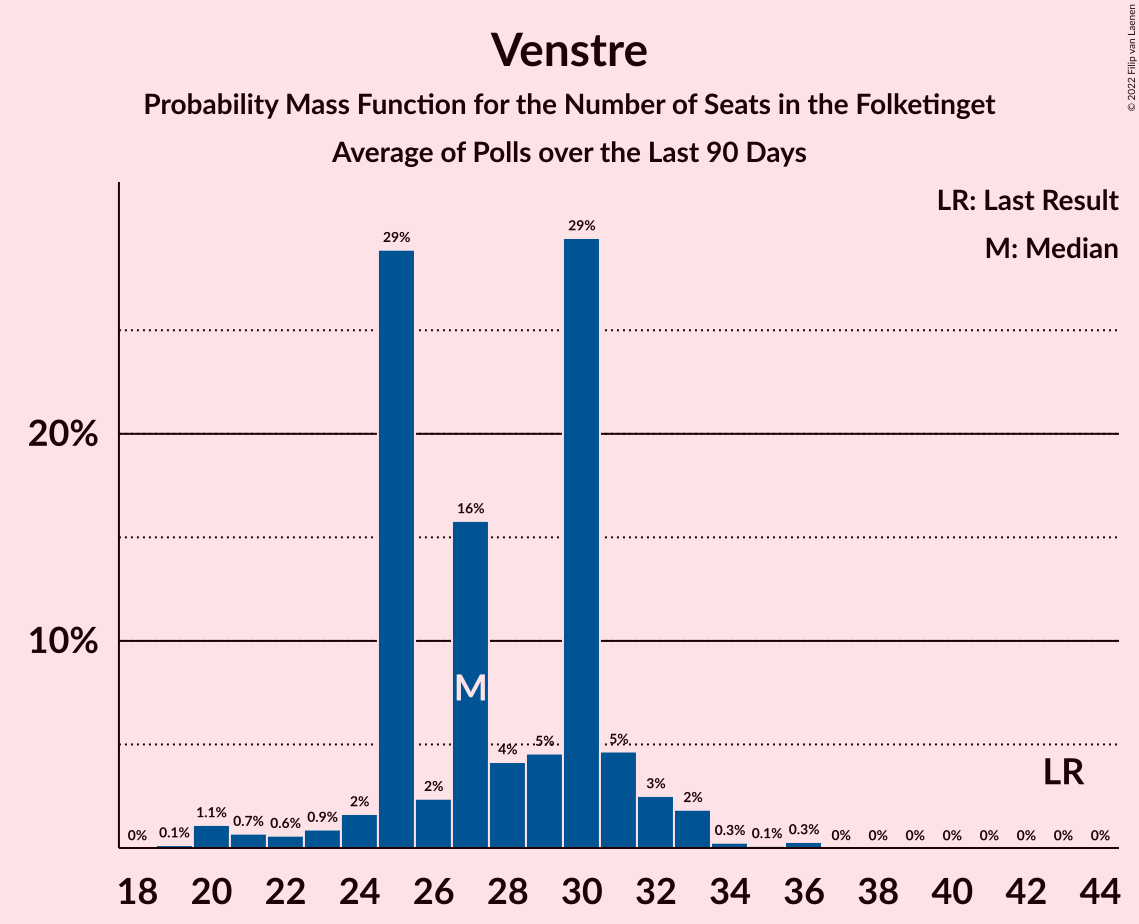 Venstre
Probability Mass Function for the Number of Seats in the Folketinget
Average of Polls over the Last 90 Days
© 2022 Filip van Laenen
LR: Last Result
M: Median
20%
10%
0% 0.1% 1.1% 0.7% 0.6% 0.9% 2% 29% 2% 16% 4% 5% 29% 5% 3% 2% 0.3% 0.1% 0.3% 0% 0% 0% 0% 0% 0% 0% 0%
M
LR
18 20 22 24 26 28 30 32 34 36 38 40 42 44